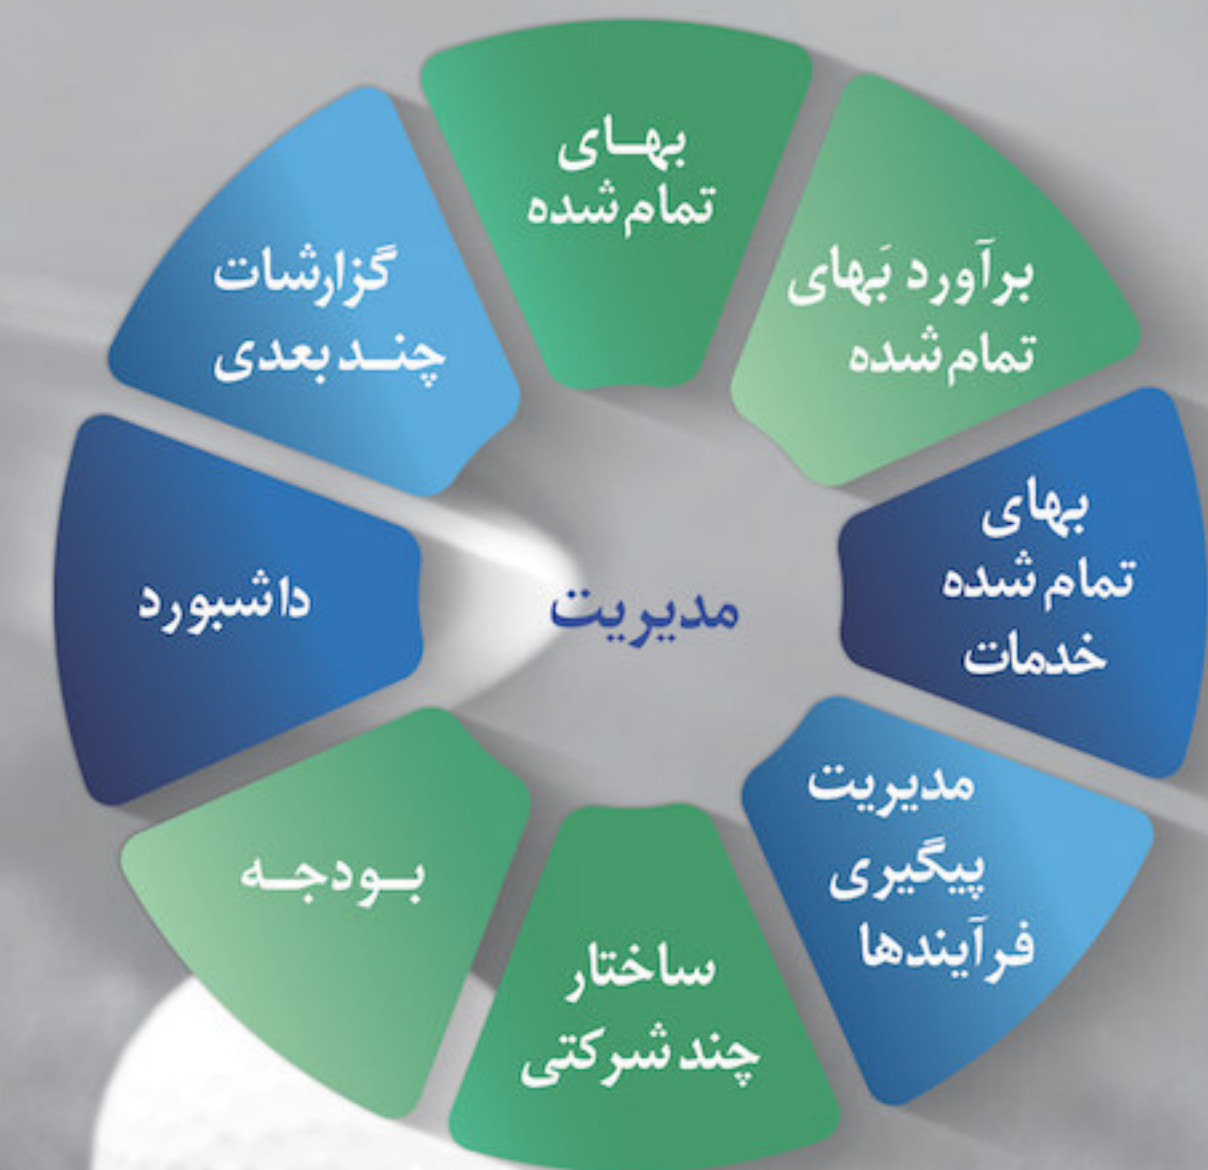 بهای
تمام شده
برآورد بَهای
تمام شده
بهای
تمام شده
خدمات
مدیریت
پیگیری
فرآیندها
ساختار
چند شرکتی
بودجه
داشبورد
گزارشات
چند بعدی
مدیریت